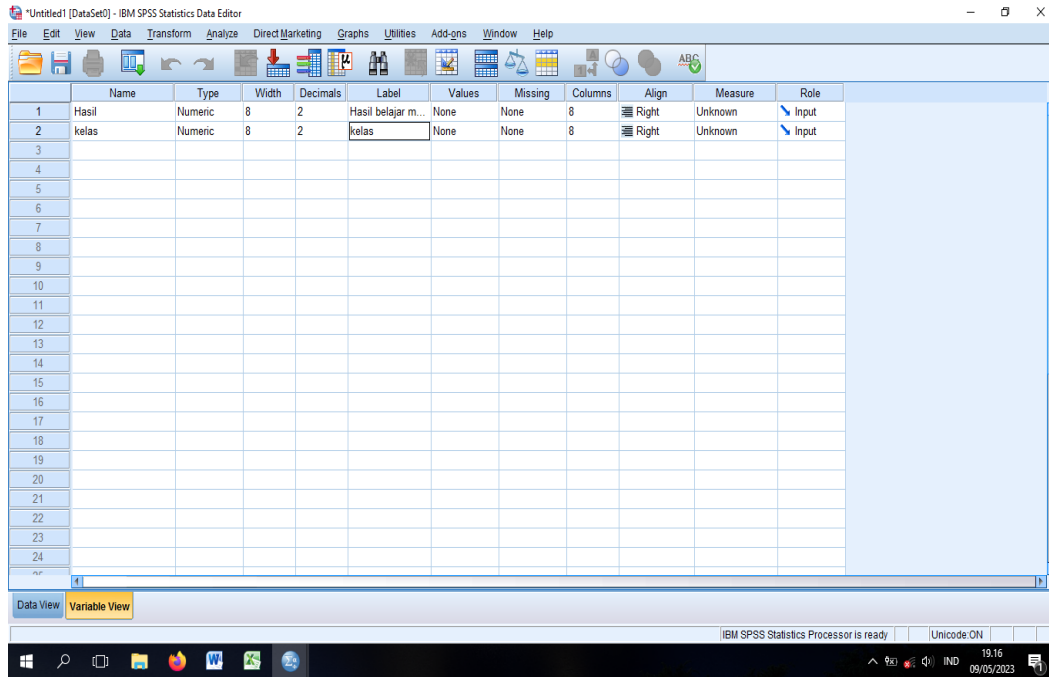 *Untitled1 [DataSet0] - IBM SPSS Statistics Data Editor
File Edit View Data Transform Analyze Direct Marketing Graphs Utilities Add-ons Window Help
Name Type Width Decimals Label Values Missing Columns Align Measure Role
1 Hasil Numeric 8 2 Hasil belajar m... None None 8 Right Unknown Input
2 kelas Numeric 8 2 kelas None None 8 Right Unknown Input
3
4
5
6
7
8
9
10
11
12
13
14
15
16
17
18
19
20
21
22
23
24
Data View Variable View
IBM SPSS Statistics Processor is ready Unicode:ON
IND 19.16
09/05/2023